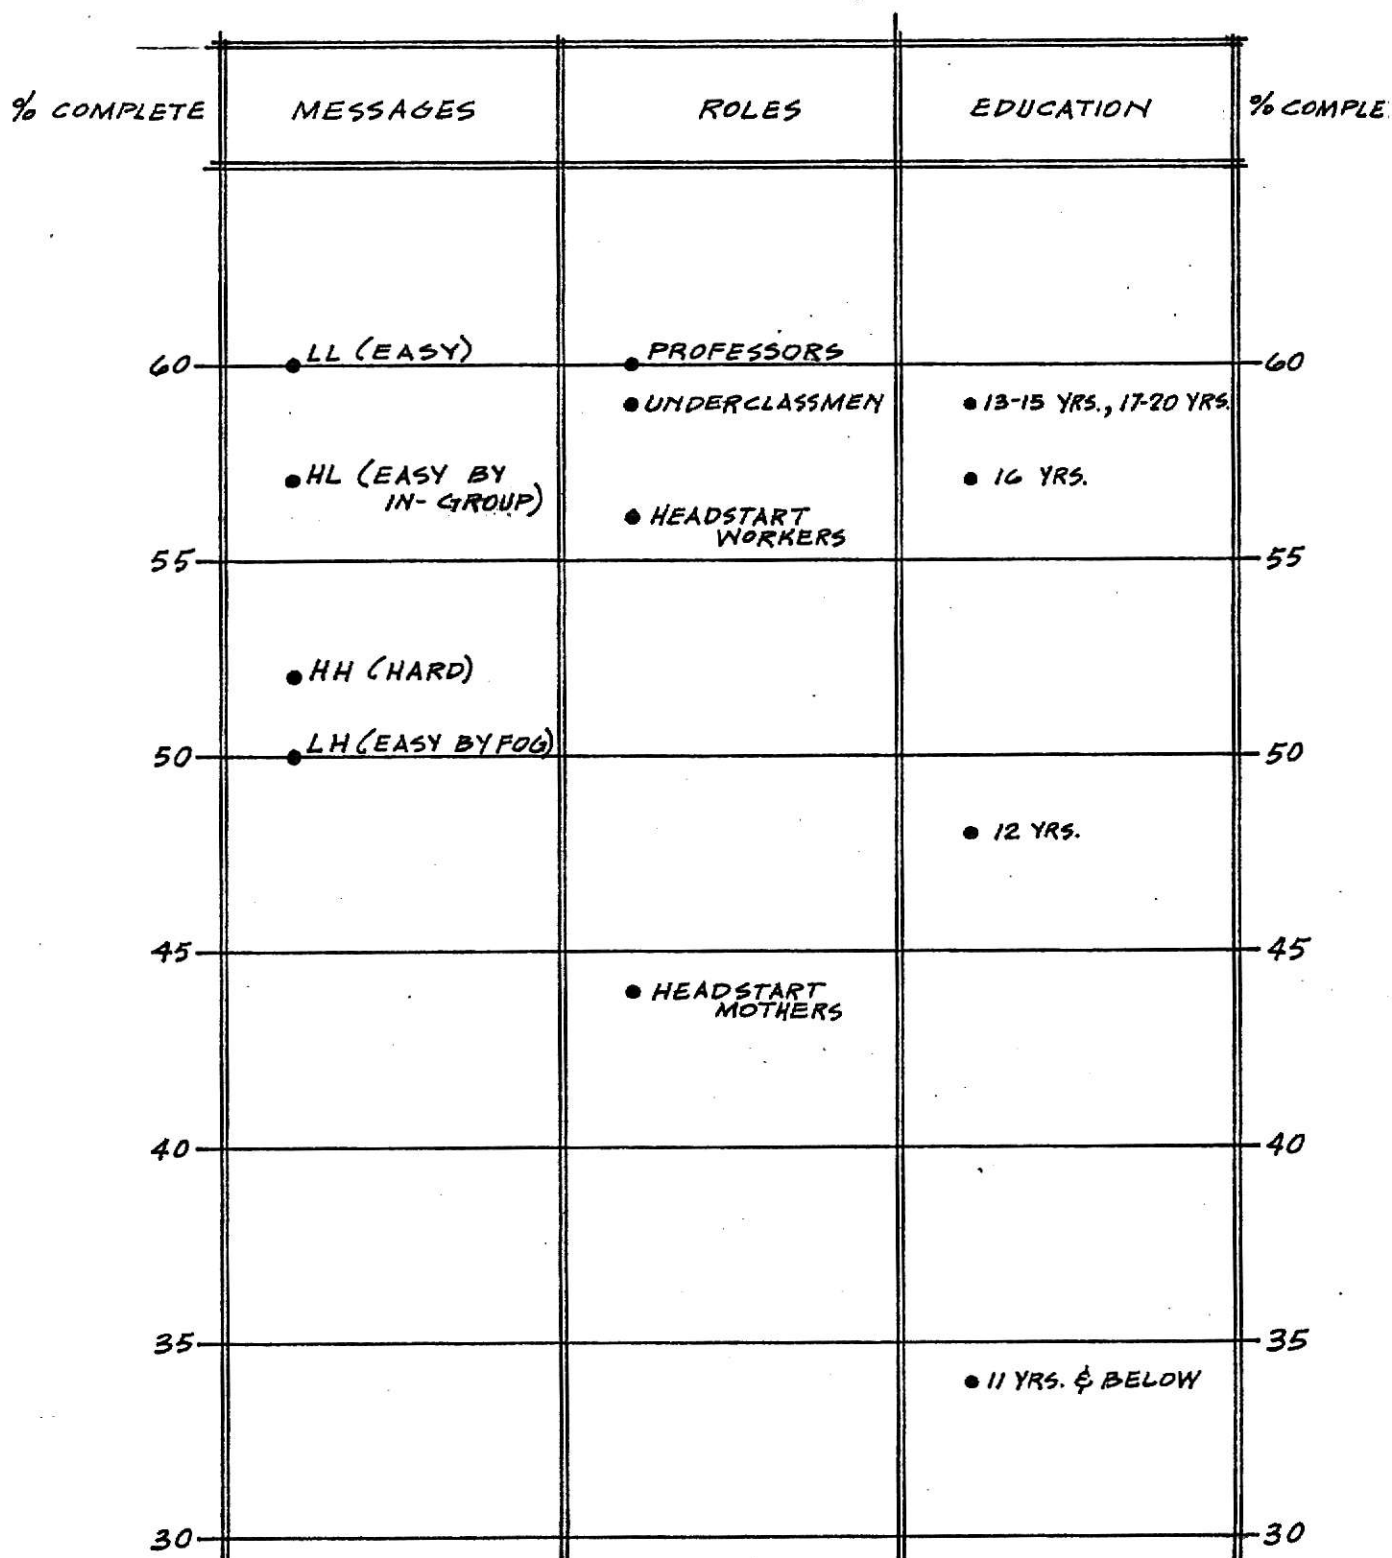 % COMPLETE MESSAGES ROLES EDUCATION % COMPLE
60 LL (EASY) PROFESSORS 60
UNDERCLASSMEN 13-15 YRS., 17-20 YRS.
HL (EASY BY 16 YRS.
IN-GROUP)
HEADSTART
WORKERS
55 55
HH (HARD)
50 LH (EASY BY FOG) 50
12 YRS.
45 45
HEADSTART
MOTHERS
40 40
35 35
11 YRS. & BELOW
30 30